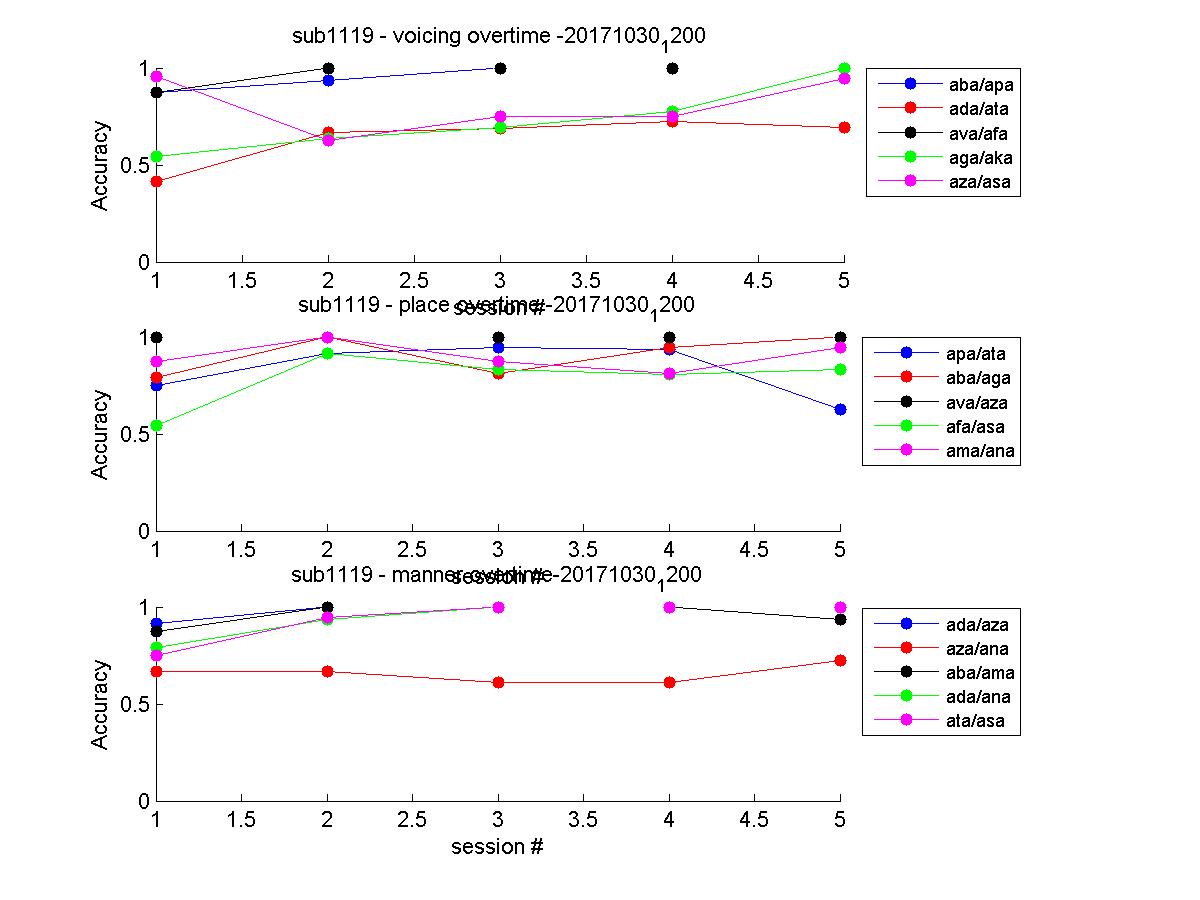 sub1119 - voicing overtime -20171030₁200
1
0.5
0
Accuracy
1 1.5 2 2.5 3 3.5 4 4.5 5
session #
aba/apa
ada/ata
ava/afa
aga/aka
aza/asa
sub1119 - place overtime -20171030₁200
1
0.5
0
Accuracy
1 1.5 2 2.5 3 3.5 4 4.5 5
session #
apa/ata
aba/aga
ava/aza
afa/asa
ama/ana
sub1119 - manner overtime -20171030₁200
1
0.5
0
Accuracy
1 1.5 2 2.5 3 3.5 4 4.5 5
session #
ada/aza
aza/ana
aba/ama
ada/ana
ata/asa